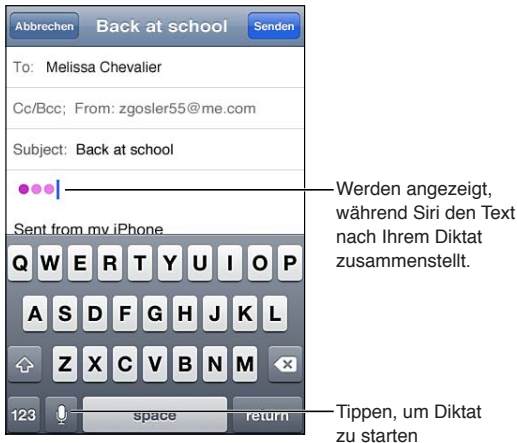 Abbrechen Back at school Senden
To: Melissa Chevalier
Cc/Bcc; From: zgosler55@me.com
Subject: Back at school
Werden angezeigt,
während Siri den Text
nach Ihrem Diktat
zusammenstellt.
Sent from my iPhone
Q W E R T Y U I O P
A S D F G H J K L
Z X C V B N M
123 space return
Tippen, um Diktat
zu starten